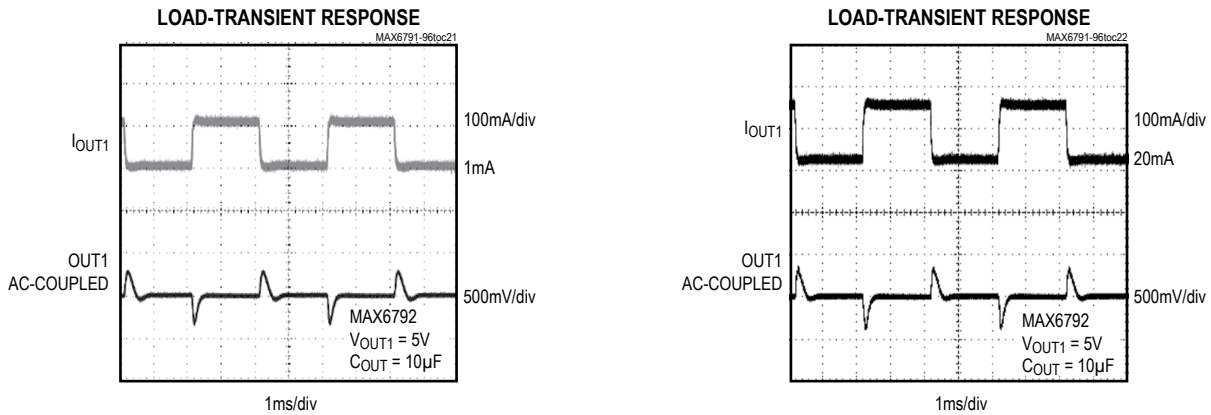 LOAD-TRANSIENT RESPONSE
MAX6791-96toc21
IOUT1
100mA/div
1mA
OUT1
AC-COUPLED
500mV/div
MAX6792
VOUT1 = 5V
COUT = 10µF
1ms/div
LOAD-TRANSIENT RESPONSE
MAX6791-96toc22
IOUT1
100mA/div
20mA
OUT1
AC-COUPLED
500mV/div
MAX6792
VOUT1 = 5V
COUT = 10µF
1ms/div